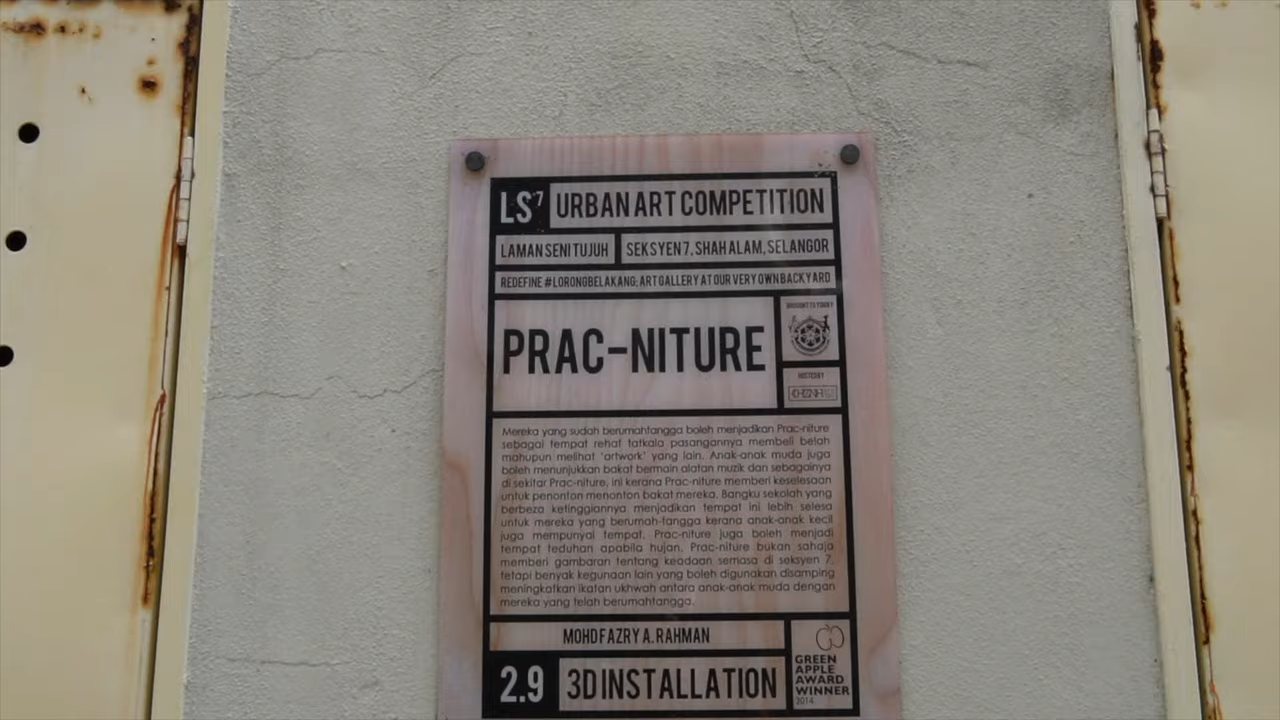 LS7 URBAN ART COMPETITION
LAMAN SENI TUJUH SEKSYEN 7, SHAH ALAM, SELANGOR
REDEFINE #LORONGBELAKANG; ART GALLERY AT OUR VERY OWN BACKYARD
PRAC-NITURE
BROUGHT TO YOU BY
HOSTED BY
Mereka yang sudah berumahtangga boleh menjadikan Prac-niture
sebagai tempat rehat tatkala pasangannya membeli belah
mahupun melihat 'artwork' yang lain. Anak-anak muda juga
boleh menunjukkan bakat bermain alatan muzik dan sebagainya
di sekitar Prac-niture, ini kerana Prac-niture memberi keselesaan
untuk penonton menonton bakat mereka. Bangku sekolah yang
berbeza ketinggiannya menjadikan tempat ini lebih selesa
untuk mereka yang berumah-tangga kerana anak-anak kecil
juga mempunyai tempat. Prac-niture juga boleh menjadi
tempat teduhan apabila hujan. Prac-niture bukan sahaja
memberi gambaran tentang keadaan semasa di seksyen 7,
tetapi banyak kegunaan lain yang boleh digunakan disamping
meningkatkan ikatan ukhwah antara anak-anak muda dengan
mereka yang telah berumahtangga.
MOHD FAZRY A. RAHMAN
2.9 3D INSTALLATION
GREEN
APPLE
AWARD
WINNER
2014